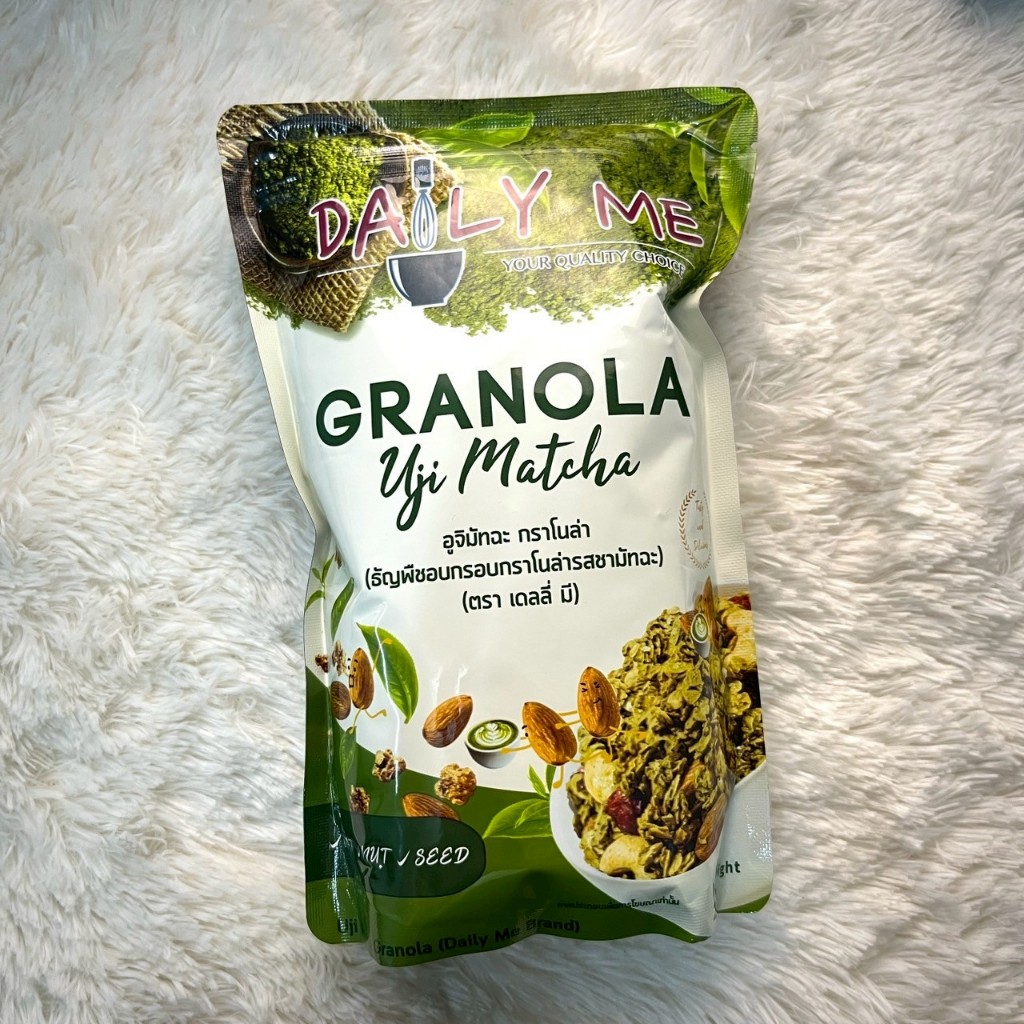 DAILY ME
YOUR QUALITY CHOICE
GRANOLA
Uji Matcha
อูจิมัทฉะ กราโนล่า
(ธัญพืชอบกรอบกราโนล่ารสชามัทฉะ)
(ตรา เดลลี่ มี)
NUT ✓ SEED
Uji
Granola (Daily Me Brand)